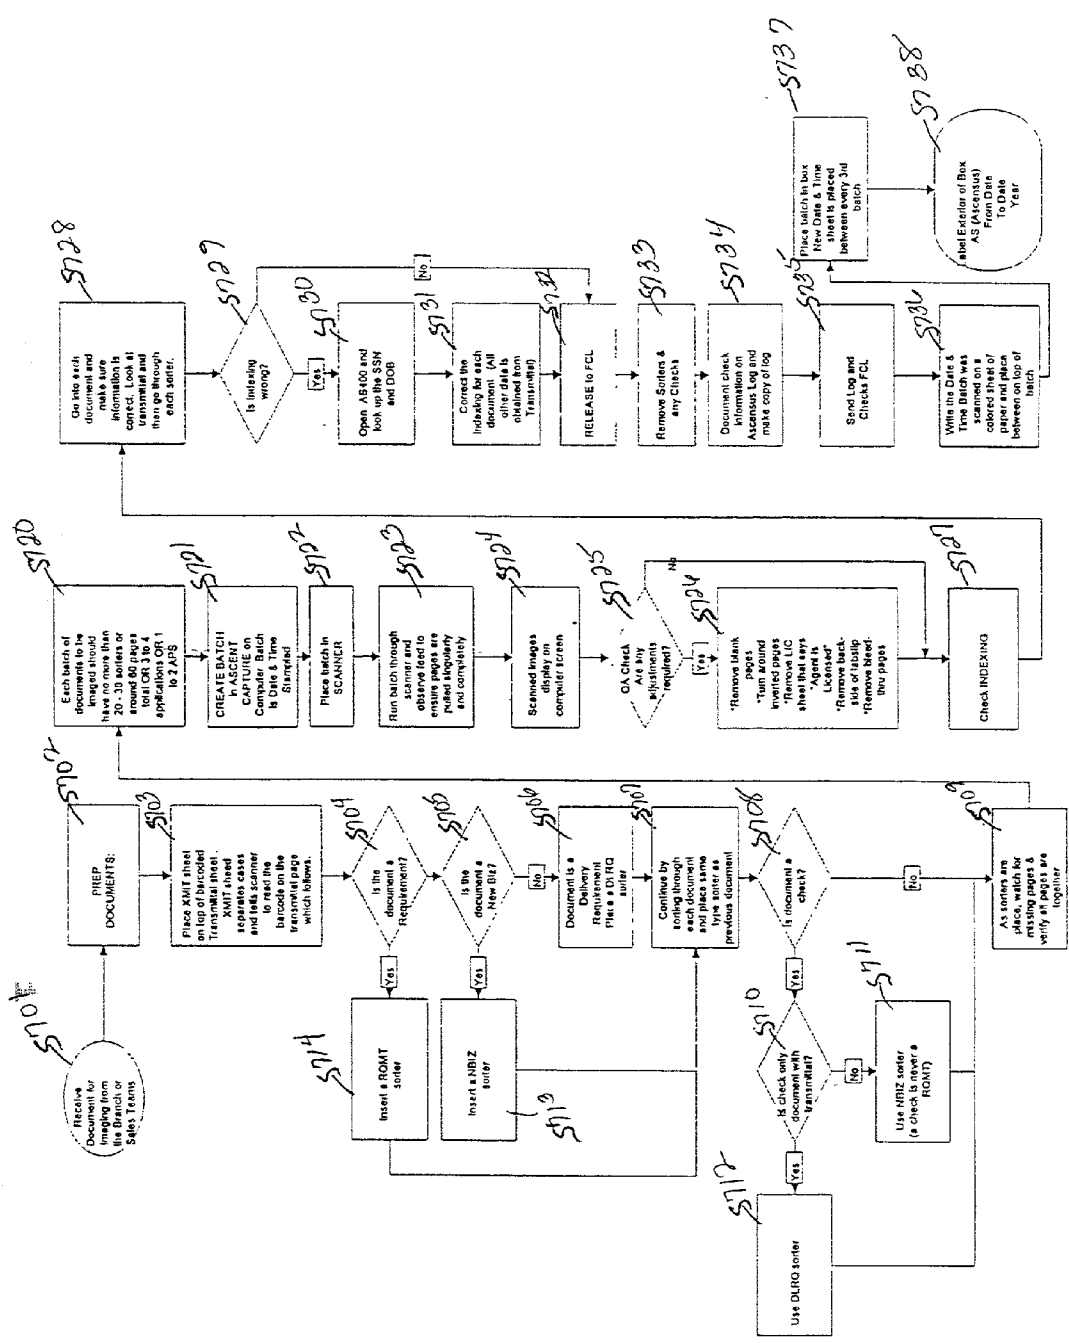 S701
Receive
Document for
Imaging from
the Branch or
Sales Teams
S702
PREP
DOCUMENTS:
S703
Place XMIT sheet
on top of barcoded
Transmittal sheet.
XMIT sheed
separates cases
and tells scanner
to read the
barcode on the
transmittal page
which follows.
S704
Is the
document a
Requirement?
Yes
S714
Insert a RQMT
sorter
S705
Is the
document a
New Biz?
Yes
S713
Insert a NBIZ
sorter
No
S706
Document is a
Delivery
Requirement
Place a DLRQ
sorter
S707
Continue by
sorting through
each document
and place same
type sorter as
previous document
S708
Is document a
check?
Yes
S710
Is check only
document with
transmittal?
Yes
S712
Use DLRQ sorter
No
S711
Use NBIZ sorter
(a check is never a
RQMT)
No
S709
As sorters are
place, watch for
missing pages &
verify all pages are
together
S720
Each batch of
documents to be
imaged should
have no more than
20 - 30 sorters or
around 60 pages
total OR 3 to 4
applications OR 1
to 2 APS
S721
CREATE BATCH
in ASCENT
CAPTURE on
Computer Batch
is Date & Time
Stamped
S722
Place batch in
SCANNER
S723
Run batch through
scanner and
observe feed to
ensure pages are
pulled singularly
and completely
S724
Scanned images
display on
computer screen
S725
QA Check
Are any
adjustments
required?
No
Yes
S726
*Remove blank
pages
*Turn around
inverted pages
*Remove LIC
sheet that says
"Agent is
Licensed"
*Remove back-
side of labslip
*Remove bleed-
thru pages
S727
Check INDEXING
S728
Go into each
document and
make sure
information is
correct. Look at
transmittal and
than go through
each sorter.
S729
Is indexing
wrong?
No
Yes
S730
Open AS400 and
look up the SSN
and DOB
S731
Correct the
Indexing for each
document (All
other data is
obtained from
Transmittal)
S732
RELEASE to FCL
S733
Remove Sorters &
any Checks
S734
Document check
information on
Ascensus Log and
make copy of log
S735
Send Log and
Checks FCL
S736
Write the Date &
Time Batch was
scanned on a
colored sheet of
paper and place
between on top of
batch
S737
Place batch in box
New Date & Time
sheet is placed
between every 3rd
batch
S738
Label Exterior of Box
AS (Ascensus)
From Date
To Date
Year